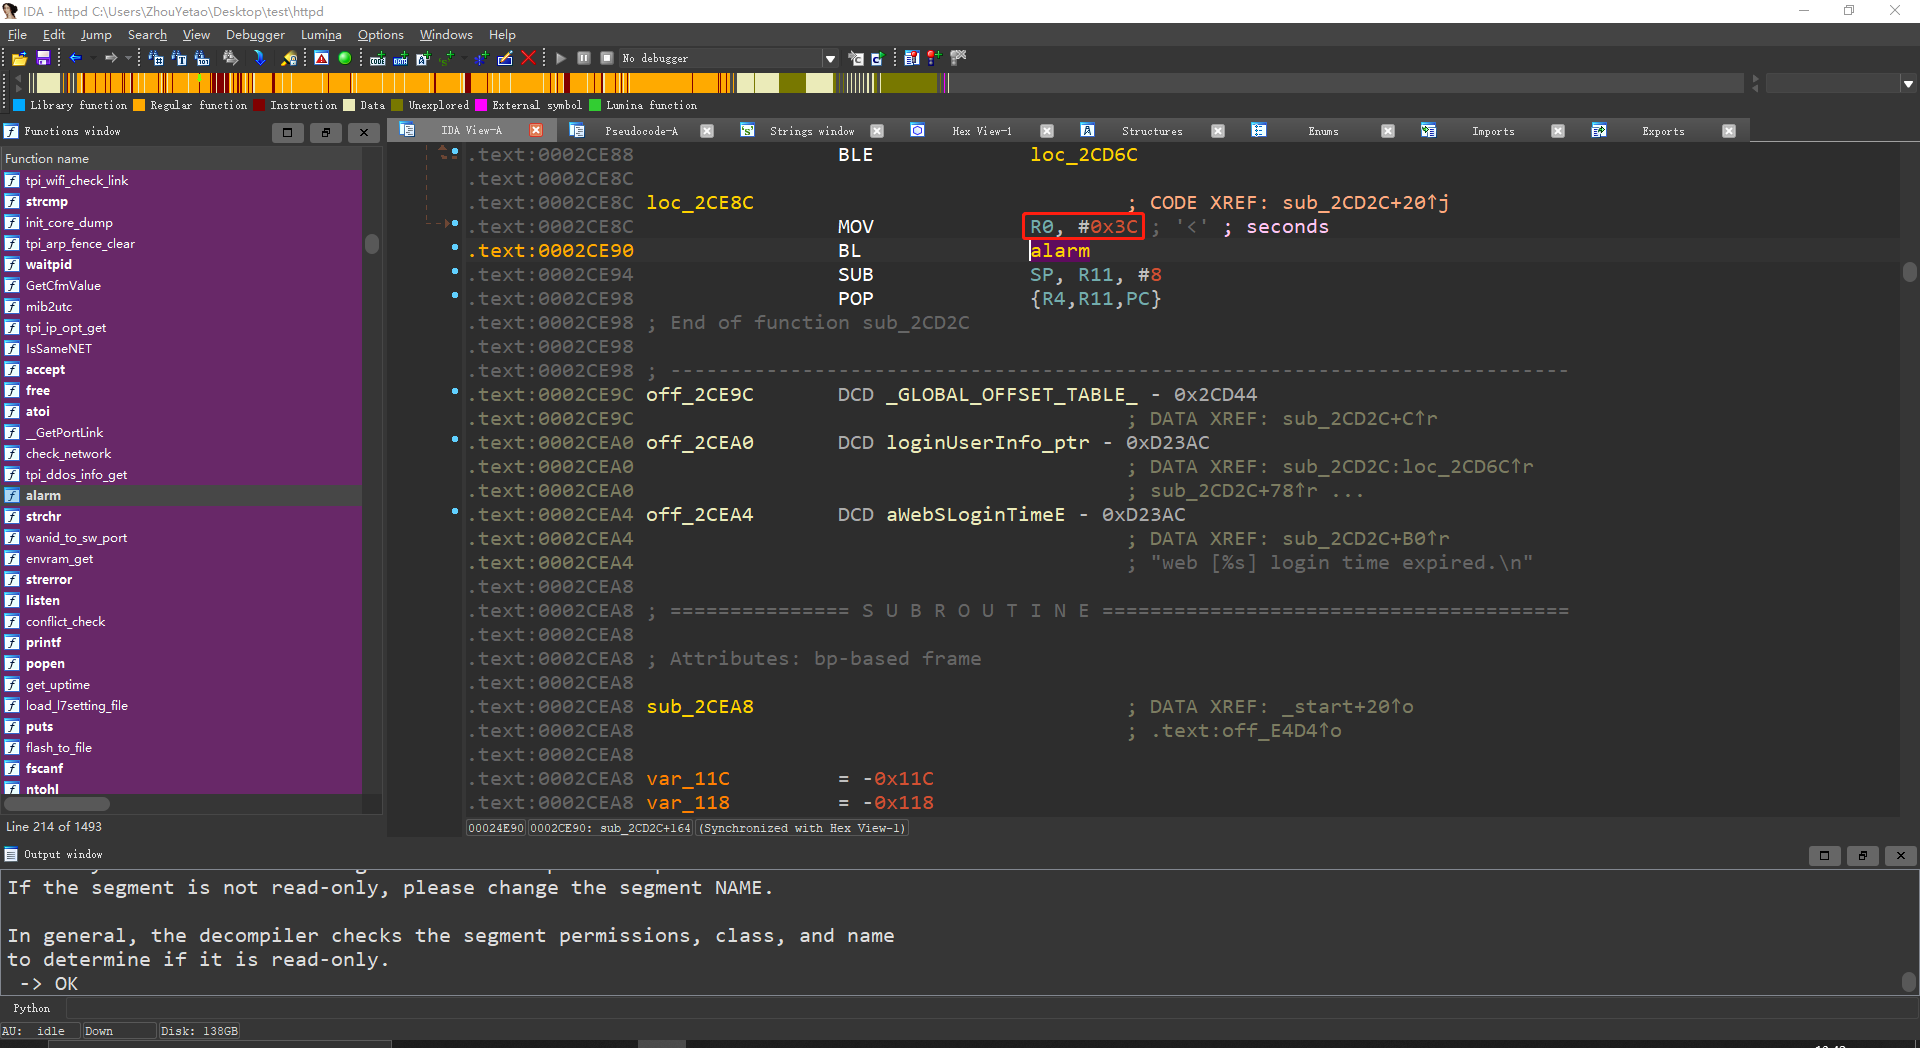 IDA - httpd C:\Users\ZhouYetao\Desktop\test\httpd
File Edit Jump Search View Debugger Lumina Options Windows Help
No debugger
Library function Regular function Instruction Data Unexplored External symbol Lumina function
Functions window
IDA View-A Pseudocode-A Strings window Hex View-1 Structures Enums Imports Exports
Function name
tpi_wifi_check_link
strcmp
init_core_dump
tpi_arp_fence_clear
waitpid
GetCfmValue
mib2utc
tpi_ip_opt_get
IsSameNET
accept
free
atoi
__GetPortLink
check_network
tpi_ddos_info_get
alarm
strchr
wanid_to_sw_port
envram_get
strerror
listen
conflict_check
printf
popen
get_uptime
load_l7setting_file
puts
flash_to_file
fscanf
ntohl
Line 214 of 1493
.text:0002CE88 BLE loc_2CD6C
.text:0002CE8C
.text:0002CE8C loc_2CE8C ; CODE XREF: sub_2CD2C+20↑j
.text:0002CE8C MOV R0, #0x3C ; '<' ; seconds
.text:0002CE90 BL alarm
.text:0002CE94 SUB SP, R11, #8
.text:0002CE98 POP {R4,R11,PC}
.text:0002CE98 ; End of function sub_2CD2C
.text:0002CE98
.text:0002CE98 ; ---------------------------------------------------------------------------
.text:0002CE9C off_2CE9C DCD _GLOBAL_OFFSET_TABLE_ - 0x2CD44
.text:0002CE9C ; DATA XREF: sub_2CD2C+C↑r
.text:0002CEA0 off_2CEA0 DCD loginUserInfo_ptr - 0xD23AC
.text:0002CEA0 ; DATA XREF: sub_2CD2C:loc_2CD6C↑r
.text:0002CEA0 ; sub_2CD2C+78↑r ...
.text:0002CEA4 off_2CEA4 DCD aWebSLoginTimeE - 0xD23AC
.text:0002CEA4 ; DATA XREF: sub_2CD2C+B0↑r
.text:0002CEA4 ; "web [%s] login time expired.\n"
.text:0002CEA8
.text:0002CEA8 ; =============== S U B R O U T I N E =======================================
.text:0002CEA8
.text:0002CEA8 ; Attributes: bp-based frame
.text:0002CEA8
.text:0002CEA8 sub_2CEA8 ; DATA XREF: _start+20↑o
.text:0002CEA8 ; .text:off_E4D4↑o
.text:0002CEA8
.text:0002CEA8 var_11C = -0x11C
.text:0002CEA8 var_118 = -0x118
00024E90 0002CE90: sub_2CD2C+164 (Synchronized with Hex View-1)
Output window
If the segment is not read-only, please change the segment NAME.
In general, the decompiler checks the segment permissions, class, and name
to determine if it is read-only.
-> OK
Python
AU: idle Down Disk: 138GB